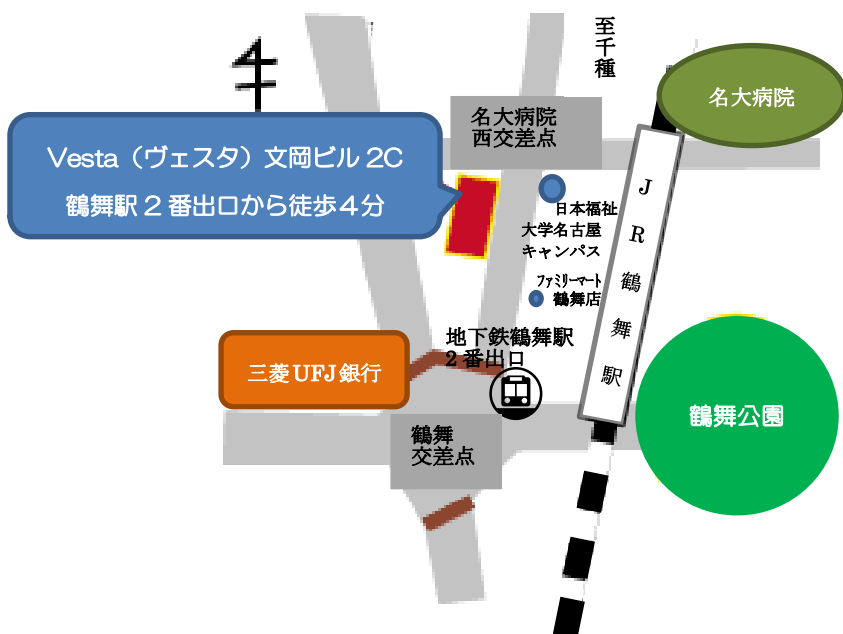 至千種
名大病院
名大病院
西交差点
Vesta（ヴェスタ）文岡ビル 2C
鶴舞駅 2 番出口から徒歩 4 分
日本福祉
大学名古屋
キャンパス
ファミリーマート
鶴舞店
JR鶴舞駅
地下鉄鶴舞駅
2 番出口
三菱 UFJ 銀行
鶴舞公園
鶴舞
交差点